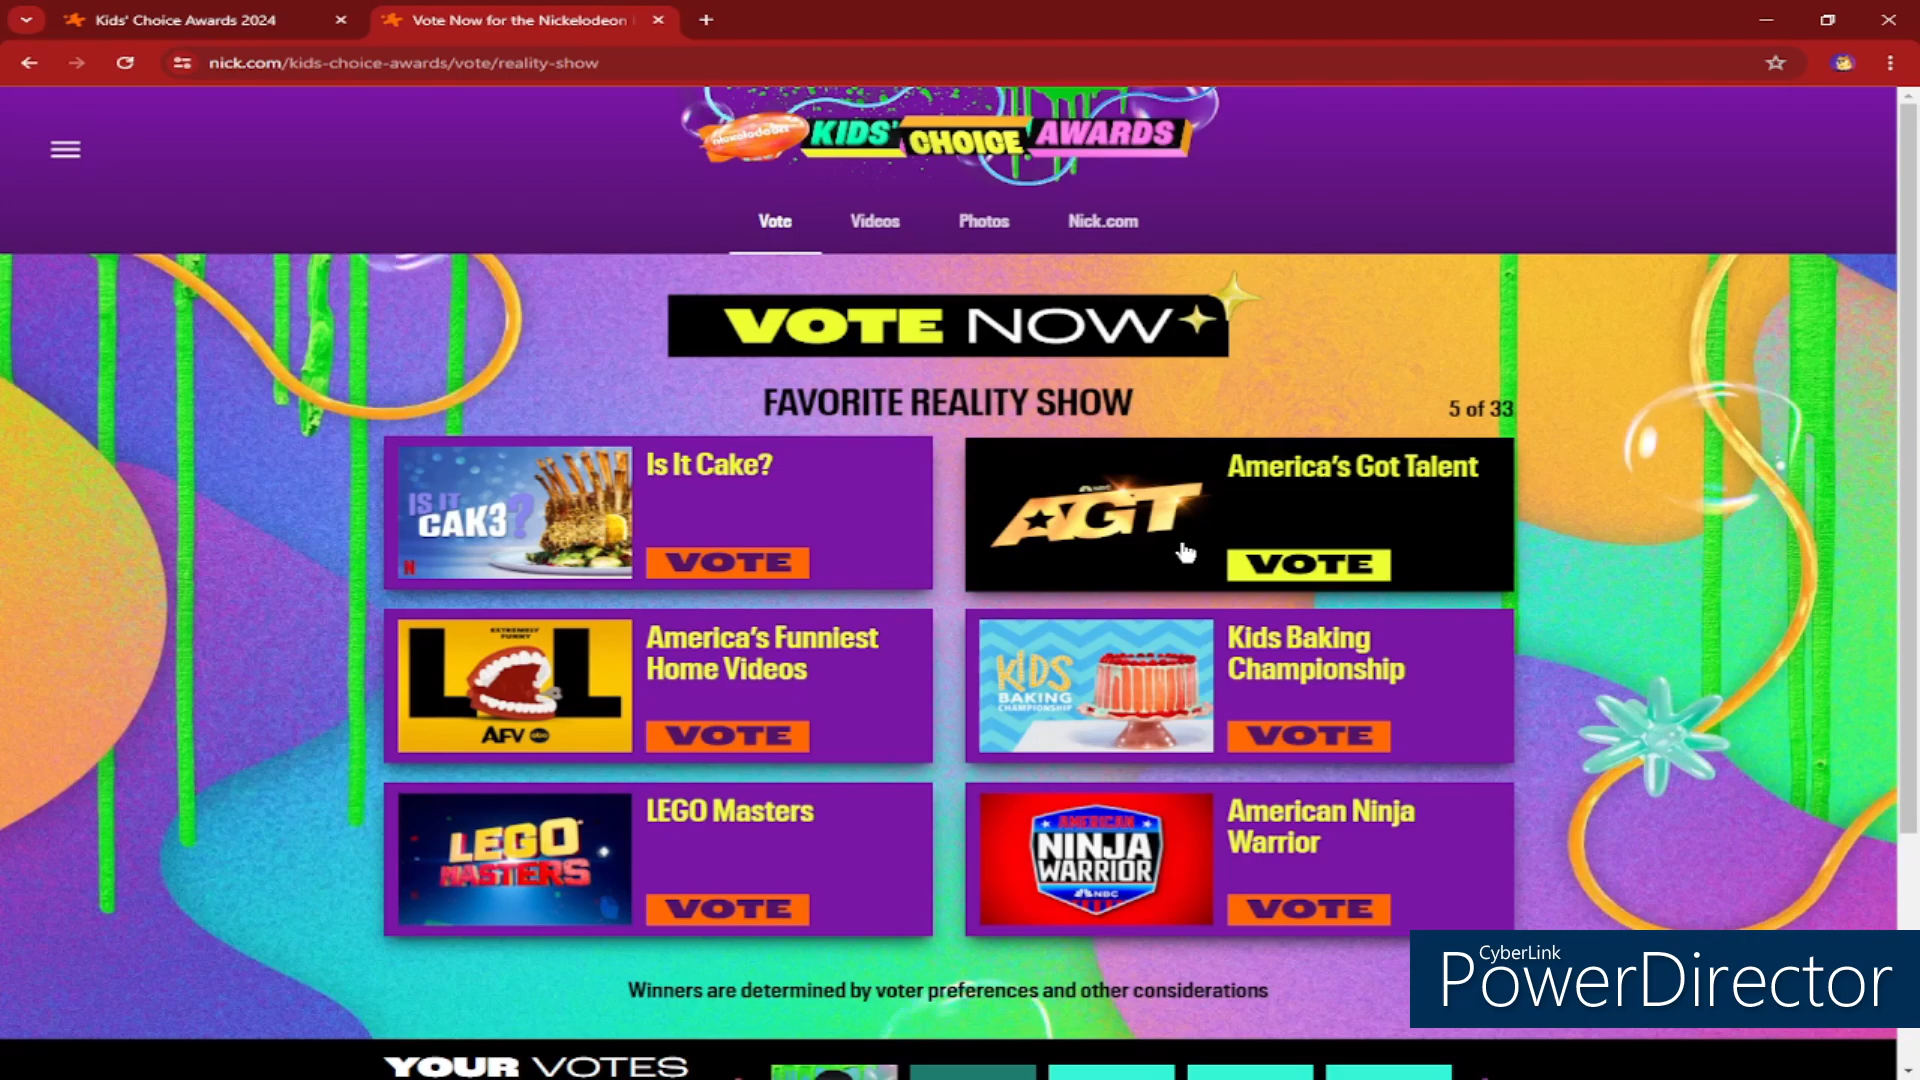 Kids' Choice Awards 2024
Vote Now for the Nickelodeon
nick.com/kids-choice-awards/vote/reality-show
nickelodeon KIDS' CHOICE AWARDS
Vote Videos Photos Nick.com
VOTE NOW
FAVORITE REALITY SHOW
5 of 33
IS IT CAK3?
N
Is It Cake?
VOTE
NBC
AGT
America's Got Talent
VOTE
EXTREMELY FUNNY
LOL
AFV abc
America's Funniest
Home Videos
VOTE
KIDS
BAKING
CHAMPIONSHIP
Kids Baking
Championship
VOTE
LEGO
MASTERS
LEGO Masters
VOTE
AMERICAN
NINJA
WARRIOR
NBC
American Ninja
Warrior
VOTE
Winners are determined by voter preferences and other considerations
CyberLink
PowerDirector
YOUR VOTES